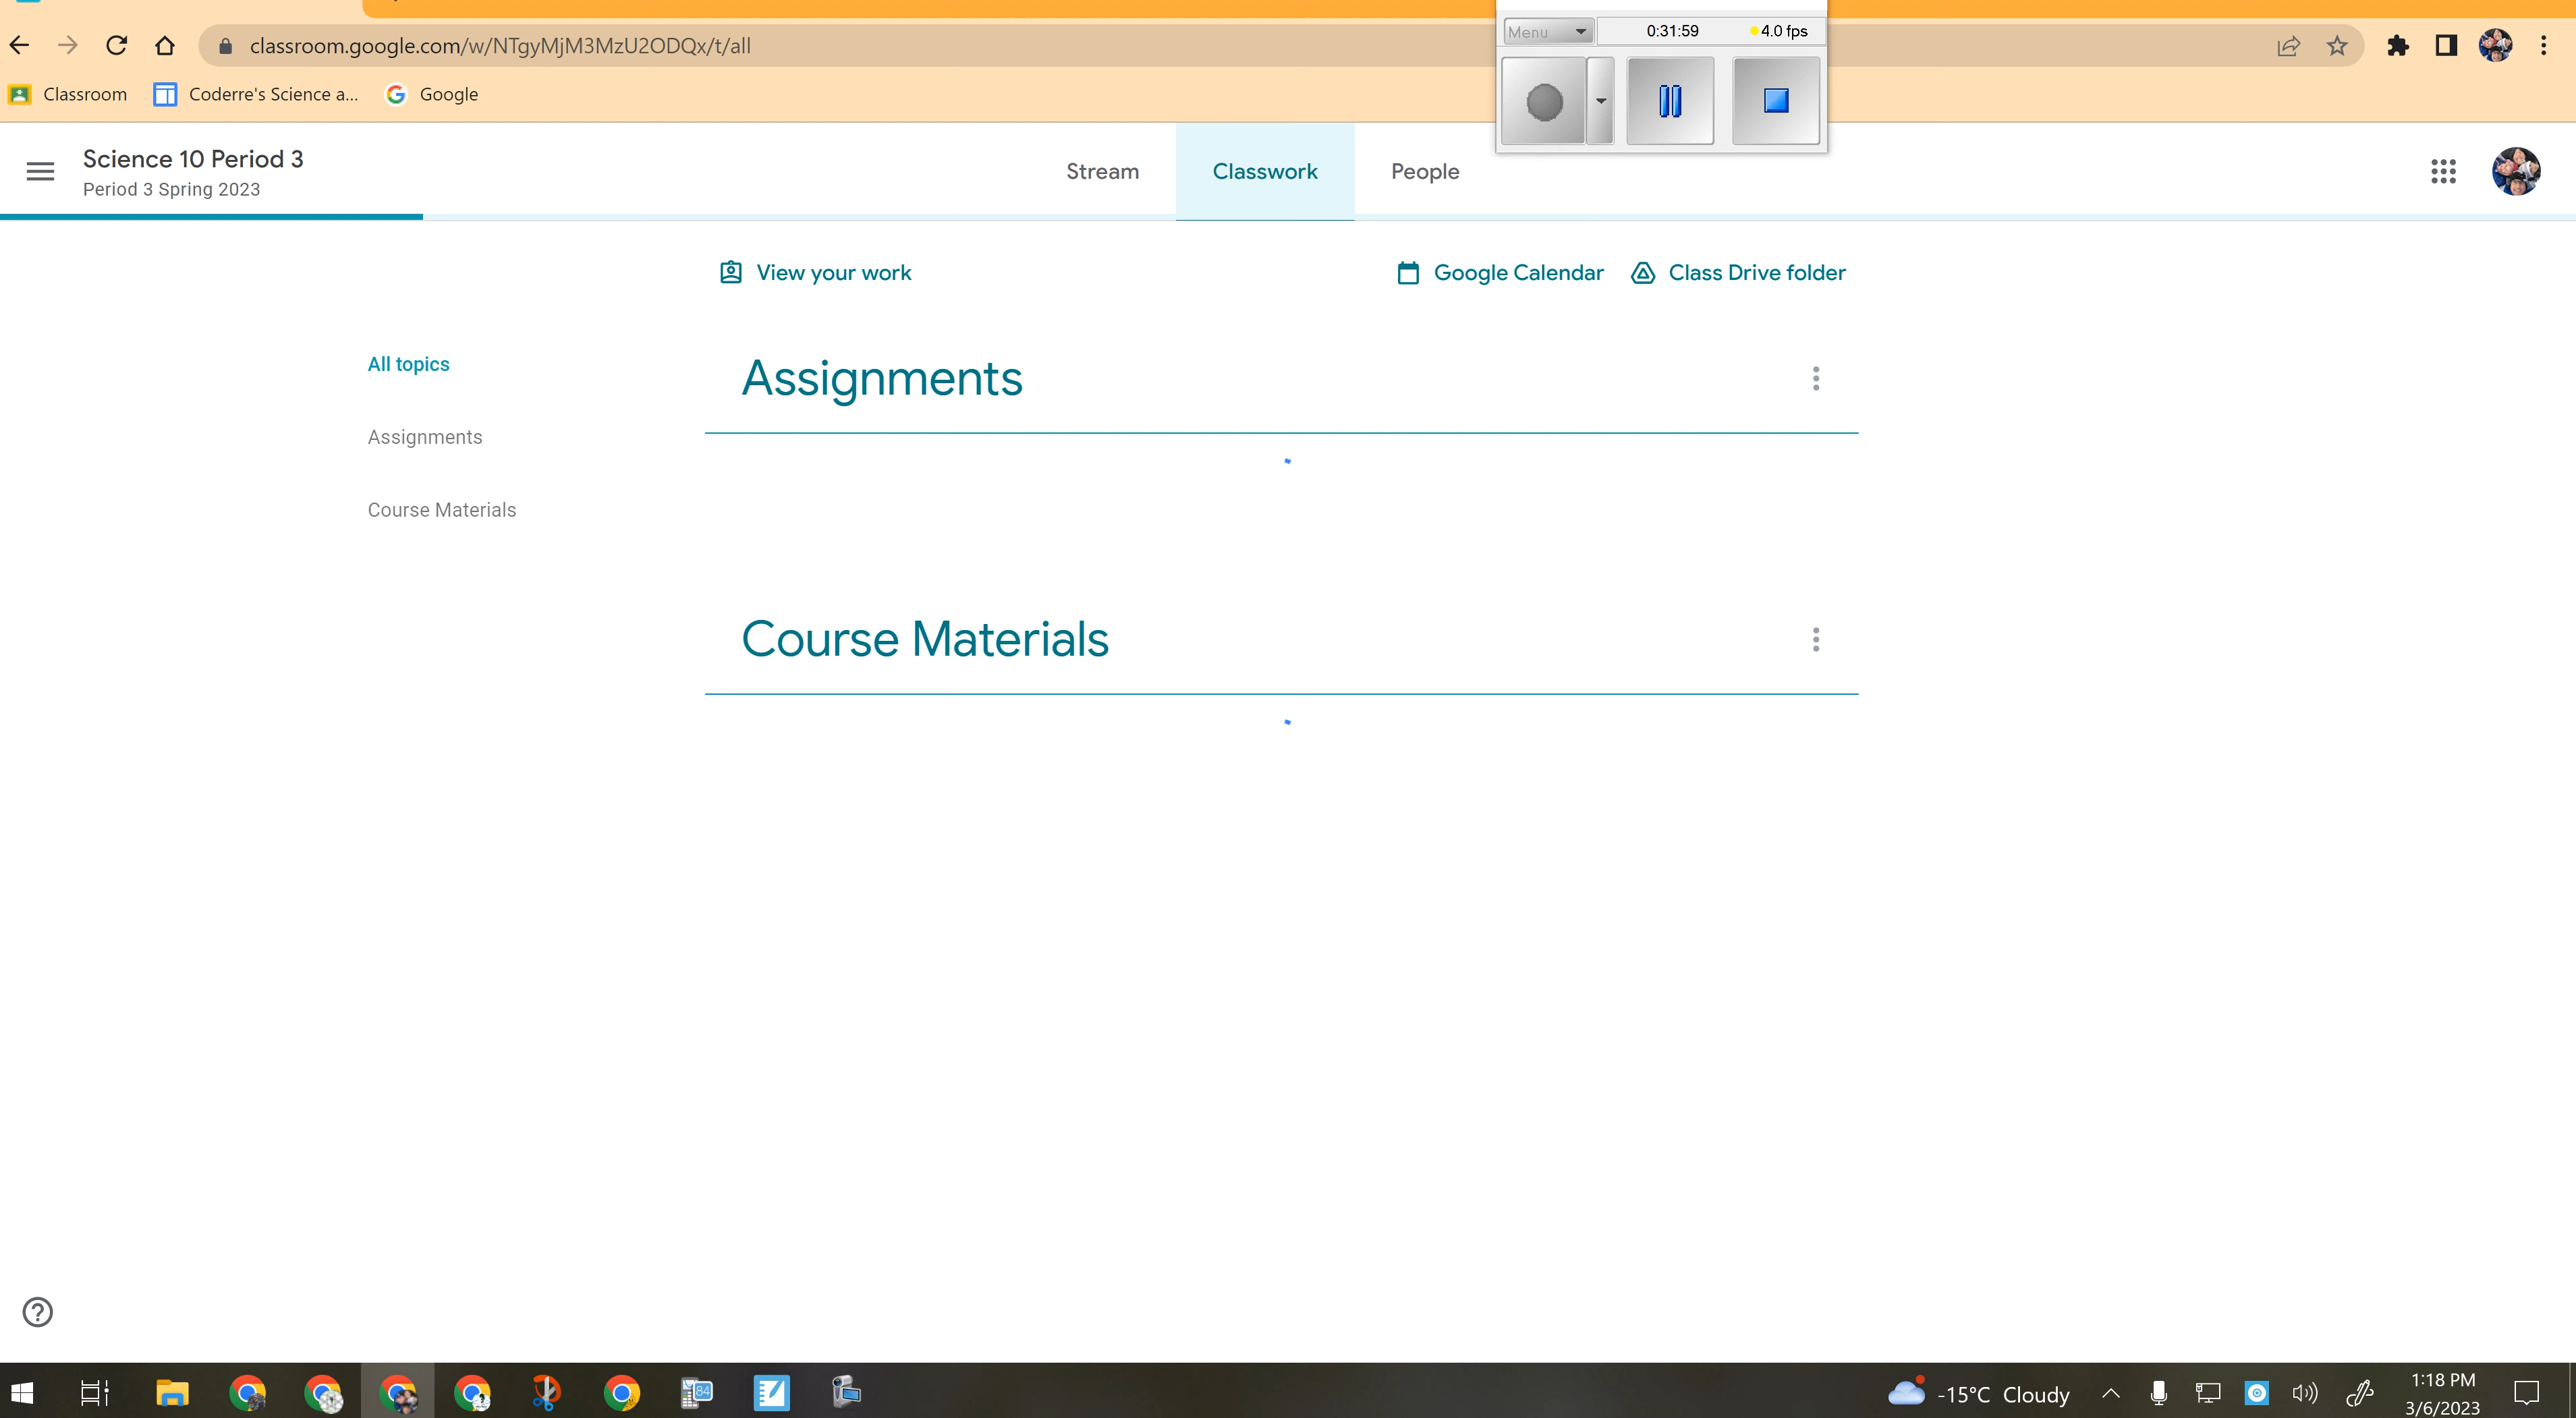 classroom.google.com/w/NTgyMjM3MzU2ODQx/t/all
Menu 0:31:59 4.0 fps
Classroom Coderre's Science a... Google
Science 10 Period 3
Period 3 Spring 2023
Stream Classwork People
View your work Google Calendar Class Drive folder
All topics
Assignments
Assignments
Course Materials
Course Materials
84
-15°C Cloudy
1:18 PM
3/6/2023